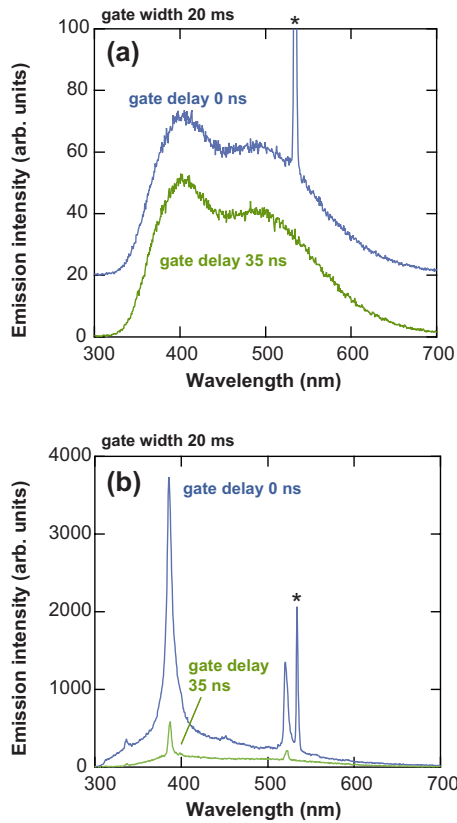 gate width 20 ms
(a)
*
gate delay 0 ns
gate delay 35 ns
Emission intensity (arb. units)
100
80
60
40
20
0
300 400 500 600 700
Wavelength (nm)
gate width 20 ms
(b)
gate delay 0 ns
*
gate delay
35 ns
Emission intensity (arb. units)
4000
3000
2000
1000
0
300 400 500 600 700
Wavelength (nm)